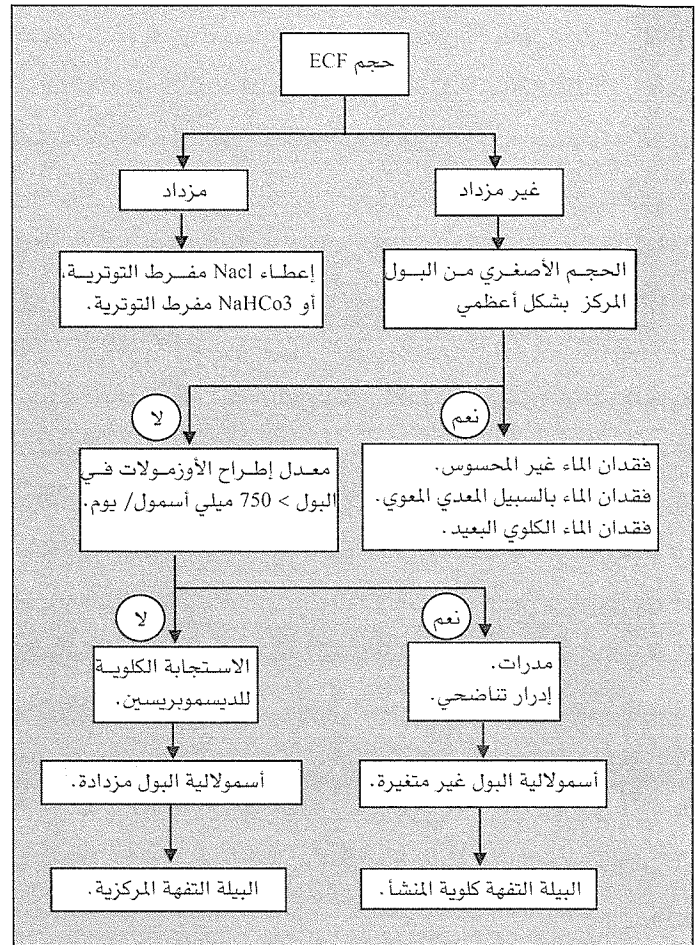 حجم ECF
غير مزداد
مزداد
الحجم الأصغري من البول
المركز بشكل أعظمي
إعطاء Nacl مفرط التوترية،
أو NaHCo3 مفرط التوترية.
نعم
لا
فقدان الماء غير المحسوس.
فقدان الماء بالسبيل المعدي المعوي.
فقدان الماء الكلوي البعيد.
معدل إطراح الأوزمولات في
البول > 750 ميلي أسمول/ يوم.
نعم
لا
مدرات.
إدرار تناضحي.
الاستجابة الكلوية
للديسموبريسين.
أسمولالية البول غير متغيرة.
أسمولالية البول مزدادة.
البيلة التفهة كلوية المنشأ.
البيلة التفهة المركزية.